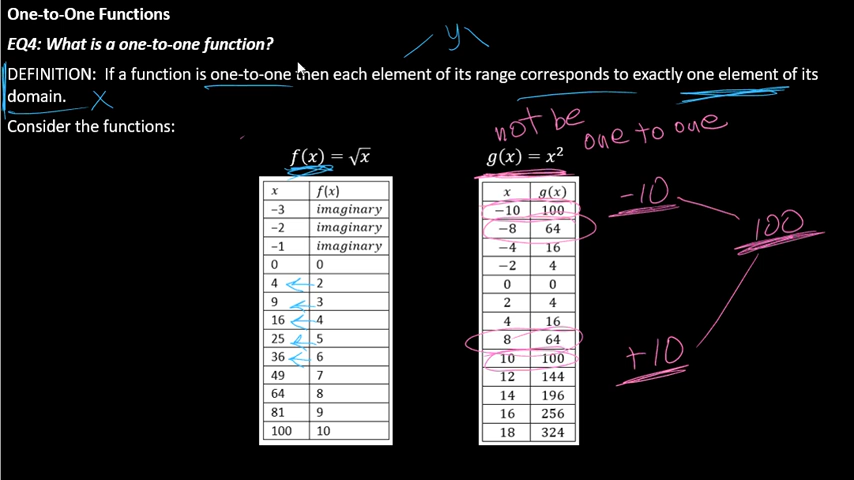 One-to-One Functions
EQ4: What is a one-to-one function?
y
DEFINITION: If a function is one-to-one then each element of its range corresponds to exactly one element of its
domain.
x
Consider the functions:
not be one to one
f(x) = √x
x f(x)
−3 imaginary
−2 imaginary
−1 imaginary
0 0
4 2
9 3
16 4
25 5
36 6
49 7
64 8
81 9
100 10
g(x) = x²
x g(x)
−10 100
−8 64
−4 16
−2 4
0 0
2 4
4 16
8 64
10 100
12 144
14 196
16 256
18 324
-10
100
+10